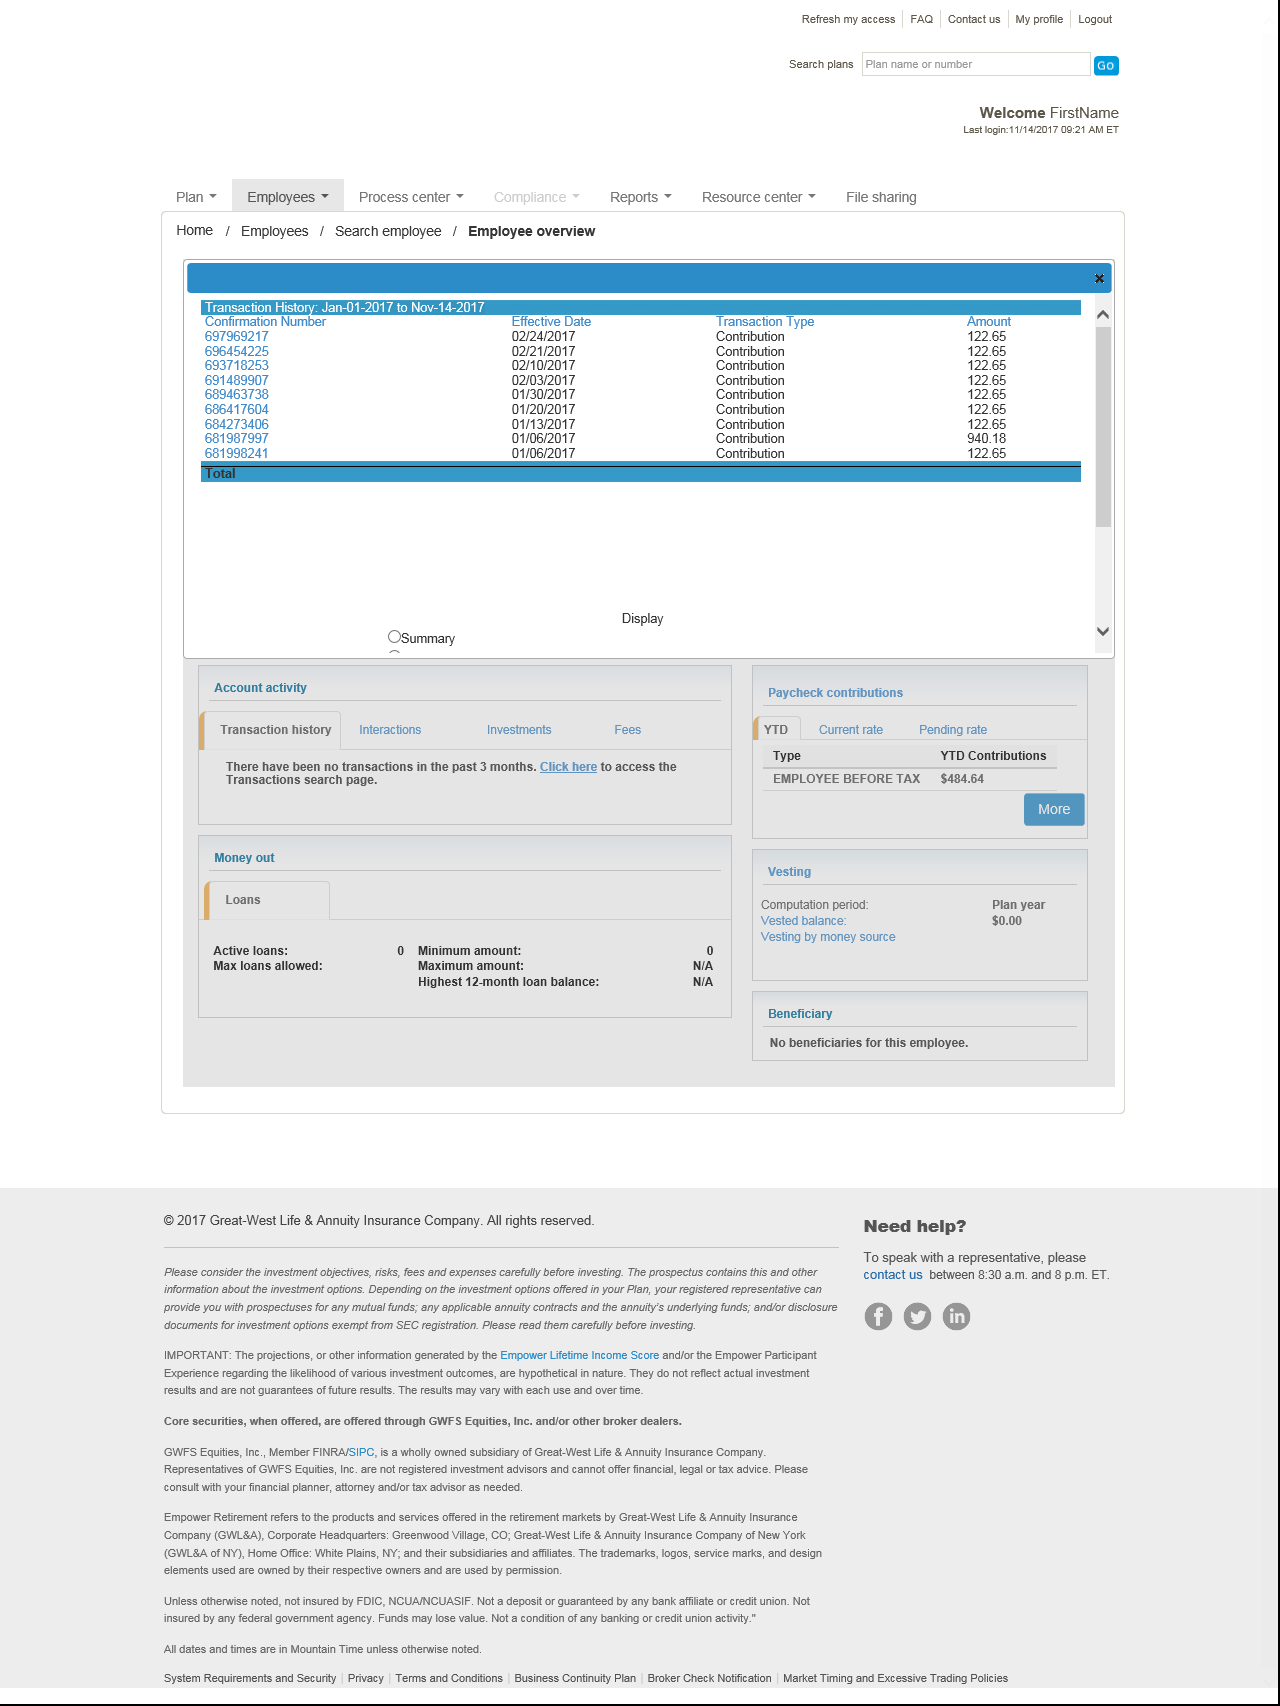 Refresh my access FAQ Contact us My profile Logout
Search plans Plan name or number Go
Welcome FirstName
Last login:11/14/2017 09:21 AM ET
Plan Employees Process center Compliance Reports Resource center File sharing
Home / Employees / Search employee / Employee overview
Transaction History: Jan-01-2017 to Nov-14-2017
Confirmation Number Effective Date Transaction Type Amount
697969217 02/24/2017 Contribution 122.65
696454225 02/21/2017 Contribution 122.65
693718253 02/10/2017 Contribution 122.65
691489907 02/03/2017 Contribution 122.65
689463738 01/30/2017 Contribution 122.65
686417604 01/20/2017 Contribution 122.65
684273406 01/13/2017 Contribution 122.65
681987997 01/06/2017 Contribution 940.18
681998241 01/06/2017 Contribution 122.65
Total
Display
Summary
Account activity
Transaction history Interactions Investments Fees
There have been no transactions in the past 3 months. Click here to access the
Transactions search page.
Money out
Loans
Active loans: 0 Minimum amount: 0
Max loans allowed: Maximum amount: N/A
Highest 12-month loan balance: N/A
Paycheck contributions
YTD Current rate Pending rate
Type YTD Contributions
EMPLOYEE BEFORE TAX $484.64
More
Vesting
Computation period: Plan year
Vested balance: $0.00
Vesting by money source
Beneficiary
No beneficiaries for this employee.
© 2017 Great-West Life & Annuity Insurance Company. All rights reserved.
Please consider the investment objectives, risks, fees and expenses carefully before investing. The prospectus contains this and other
information about the investment options. Depending on the investment options offered in your Plan, your registered representative can
provide you with prospectuses for any mutual funds; any applicable annuity contracts and the annuity's underlying funds; and/or disclosure
documents for investment options exempt from SEC registration. Please read them carefully before investing.
IMPORTANT: The projections, or other information generated by the Empower Lifetime Income Score and/or the Empower Participant
Experience regarding the likelihood of various investment outcomes, are hypothetical in nature. They do not reflect actual investment
results and are not guarantees of future results. The results may vary with each use and over time.
Core securities, when offered, are offered through GWFS Equities, Inc. and/or other broker dealers.
GWFS Equities, Inc., Member FINRA/SIPC, is a wholly owned subsidiary of Great-West Life & Annuity Insurance Company.
Representatives of GWFS Equities, Inc. are not registered investment advisors and cannot offer financial, legal or tax advice. Please
consult with your financial planner, attorney and/or tax advisor as needed.
Empower Retirement refers to the products and services offered in the retirement markets by Great-West Life & Annuity Insurance
Company (GWL&A), Corporate Headquarters: Greenwood Village, CO; Great-West Life & Annuity Insurance Company of New York
(GWL&A of NY), Home Office: White Plains, NY; and their subsidiaries and affiliates. The trademarks, logos, service marks, and design
elements used are owned by their respective owners and are used by permission.
Unless otherwise noted, not insured by FDIC, NCUA/NCUASIF. Not a deposit or guaranteed by any bank affiliate or credit union. Not
insured by any federal government agency. Funds may lose value. Not a condition of any banking or credit union activity."
All dates and times are in Mountain Time unless otherwise noted.
System Requirements and Security | Privacy | Terms and Conditions | Business Continuity Plan | Broker Check Notification | Market Timing and Excessive Trading Policies
Need help?
To speak with a representative, please
contact us between 8:30 a.m. and 8 p.m. ET.